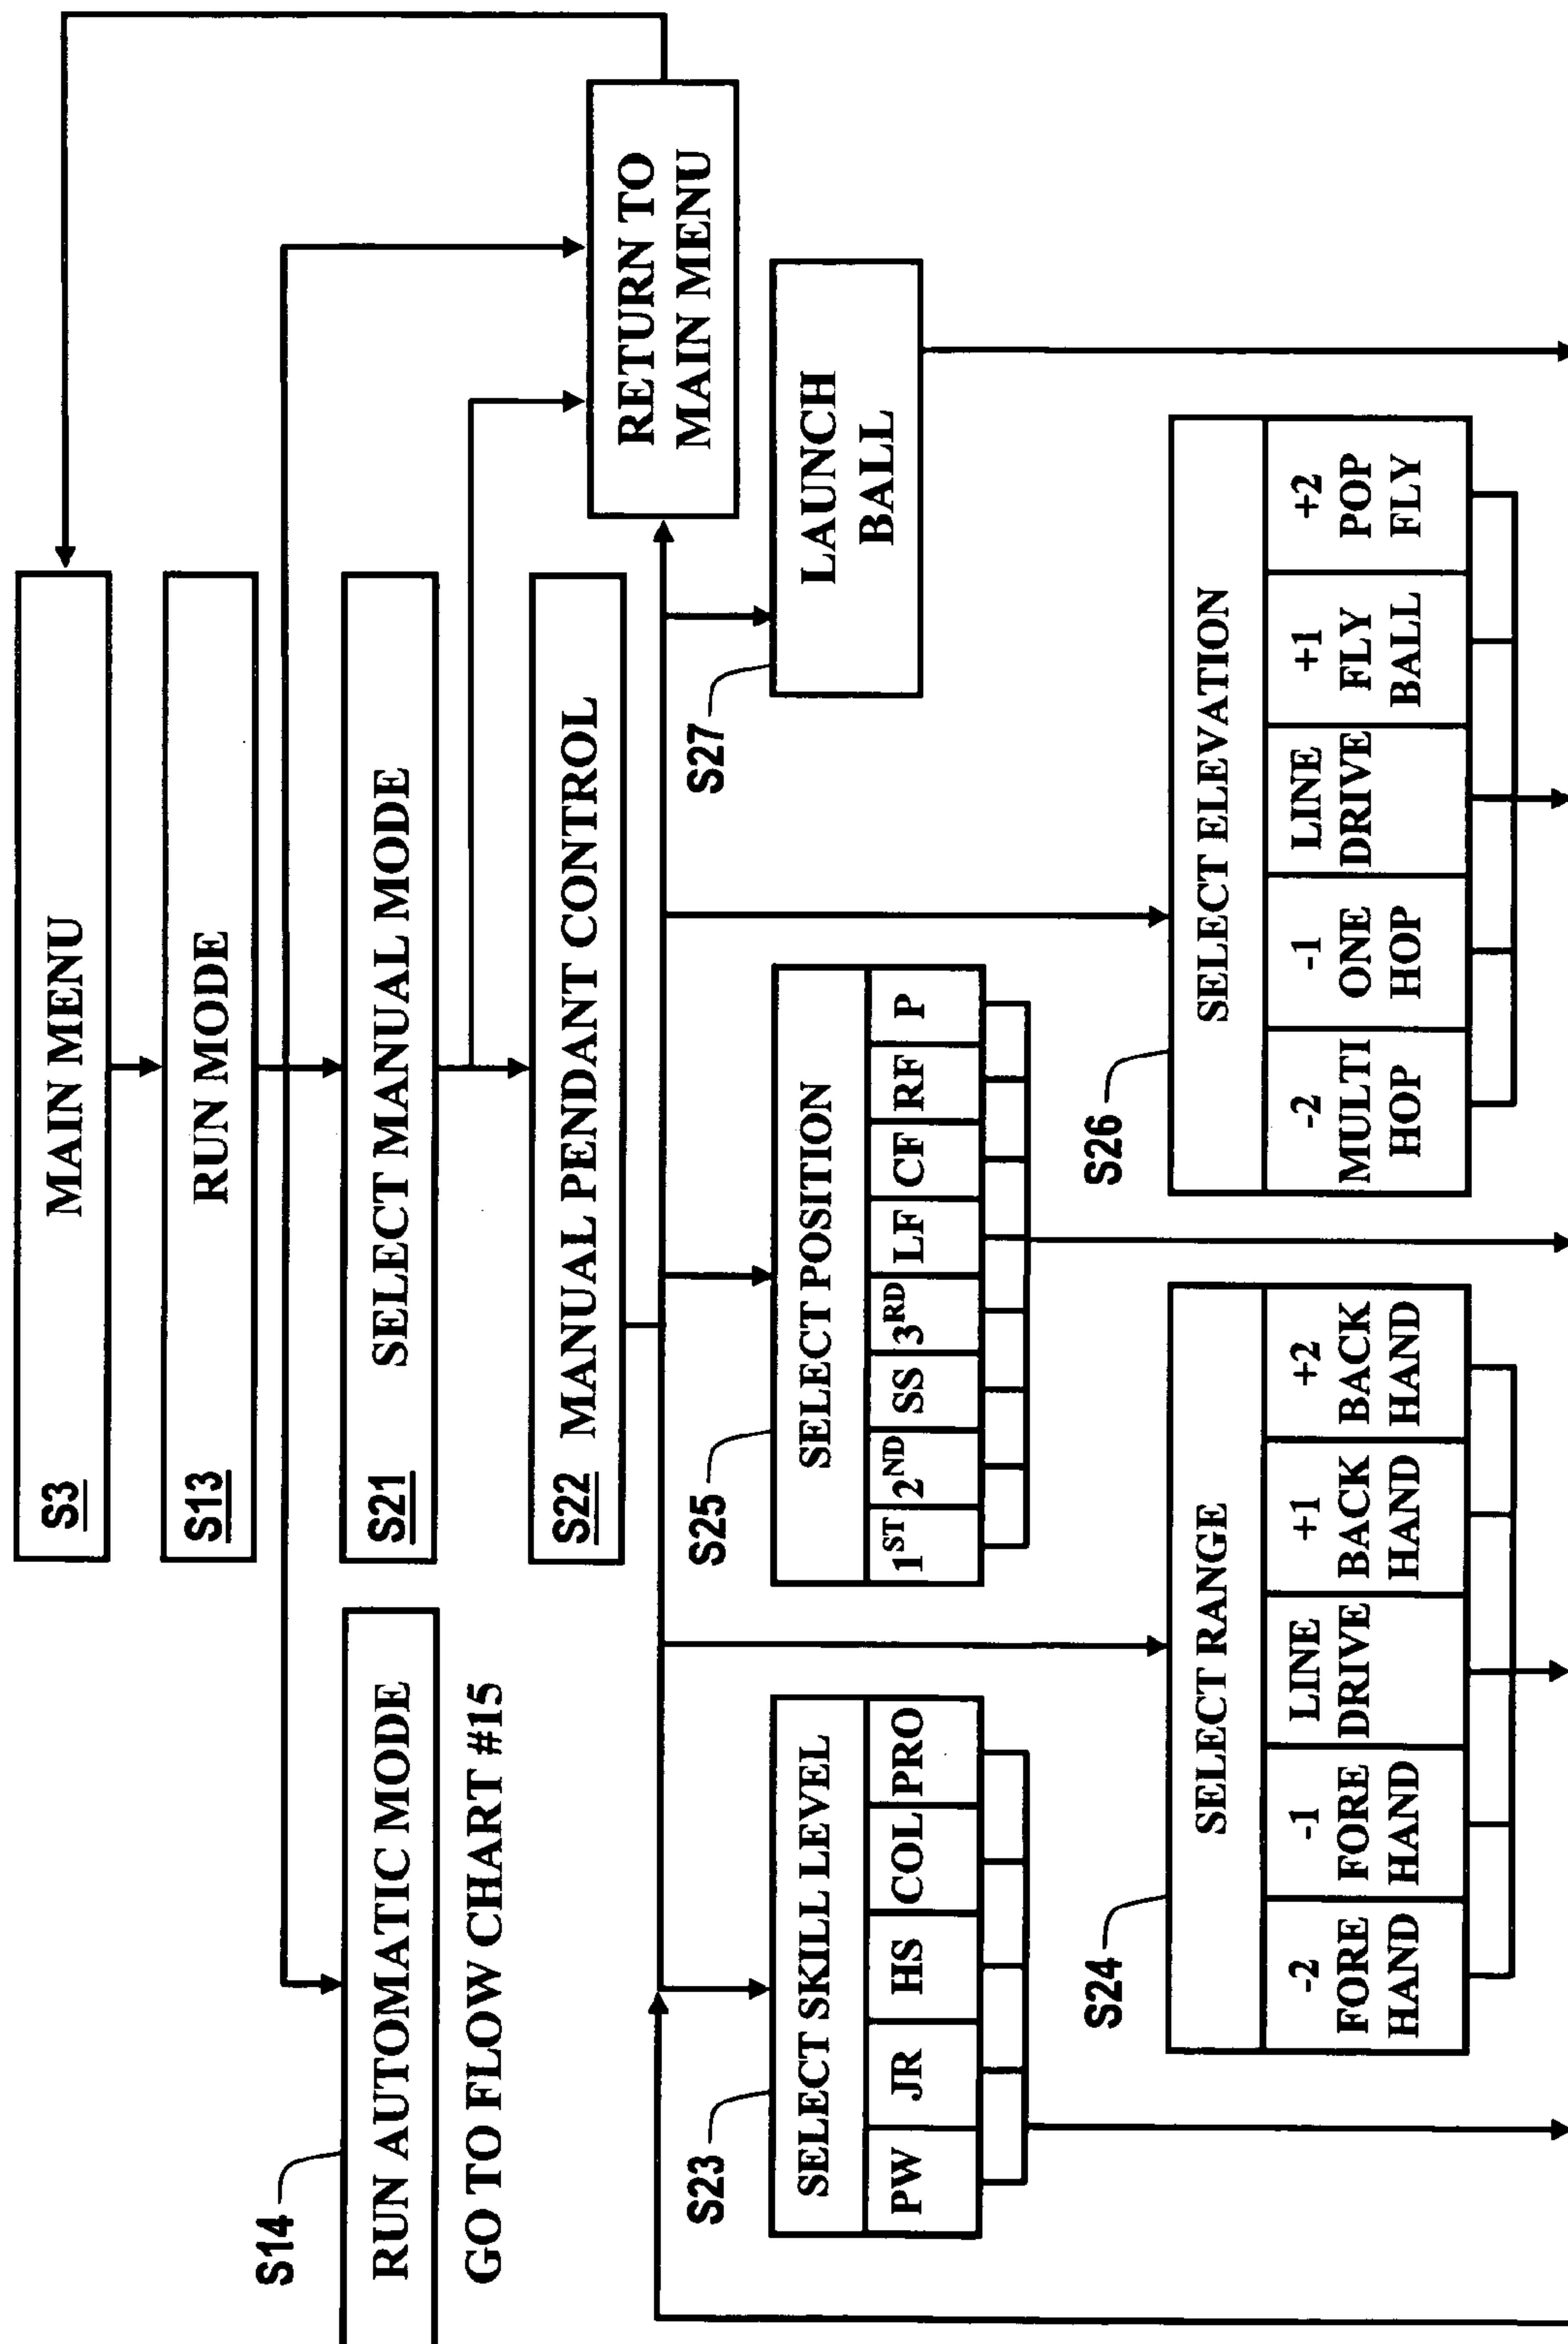 S3
MAIN MENU
S13
RUN MODE
S14
RUN AUTOMATIC MODE
GO TO FLOW CHART #15
S21
SELECT MANUAL MODE
S22
MANUAL PENDANT CONTROL
RETURN TO
MAIN MENU
S23
SELECT SKILL LEVEL
PW JR HS COL PRO
S25
SELECT POSITION
1ST 2ND SS 3RD LF CF RF P
S27
LAUNCH
BALL
S24
SELECT RANGE
-2 -1 LINE +1 +2
FORE FORE DRIVE BACK BACK
HAND HAND HAND HAND
S26
SELECT ELEVATION
-2 -1 LINE +1 +2
MULTI ONE DRIVE FLY POP
HOP HOP BALL FLY